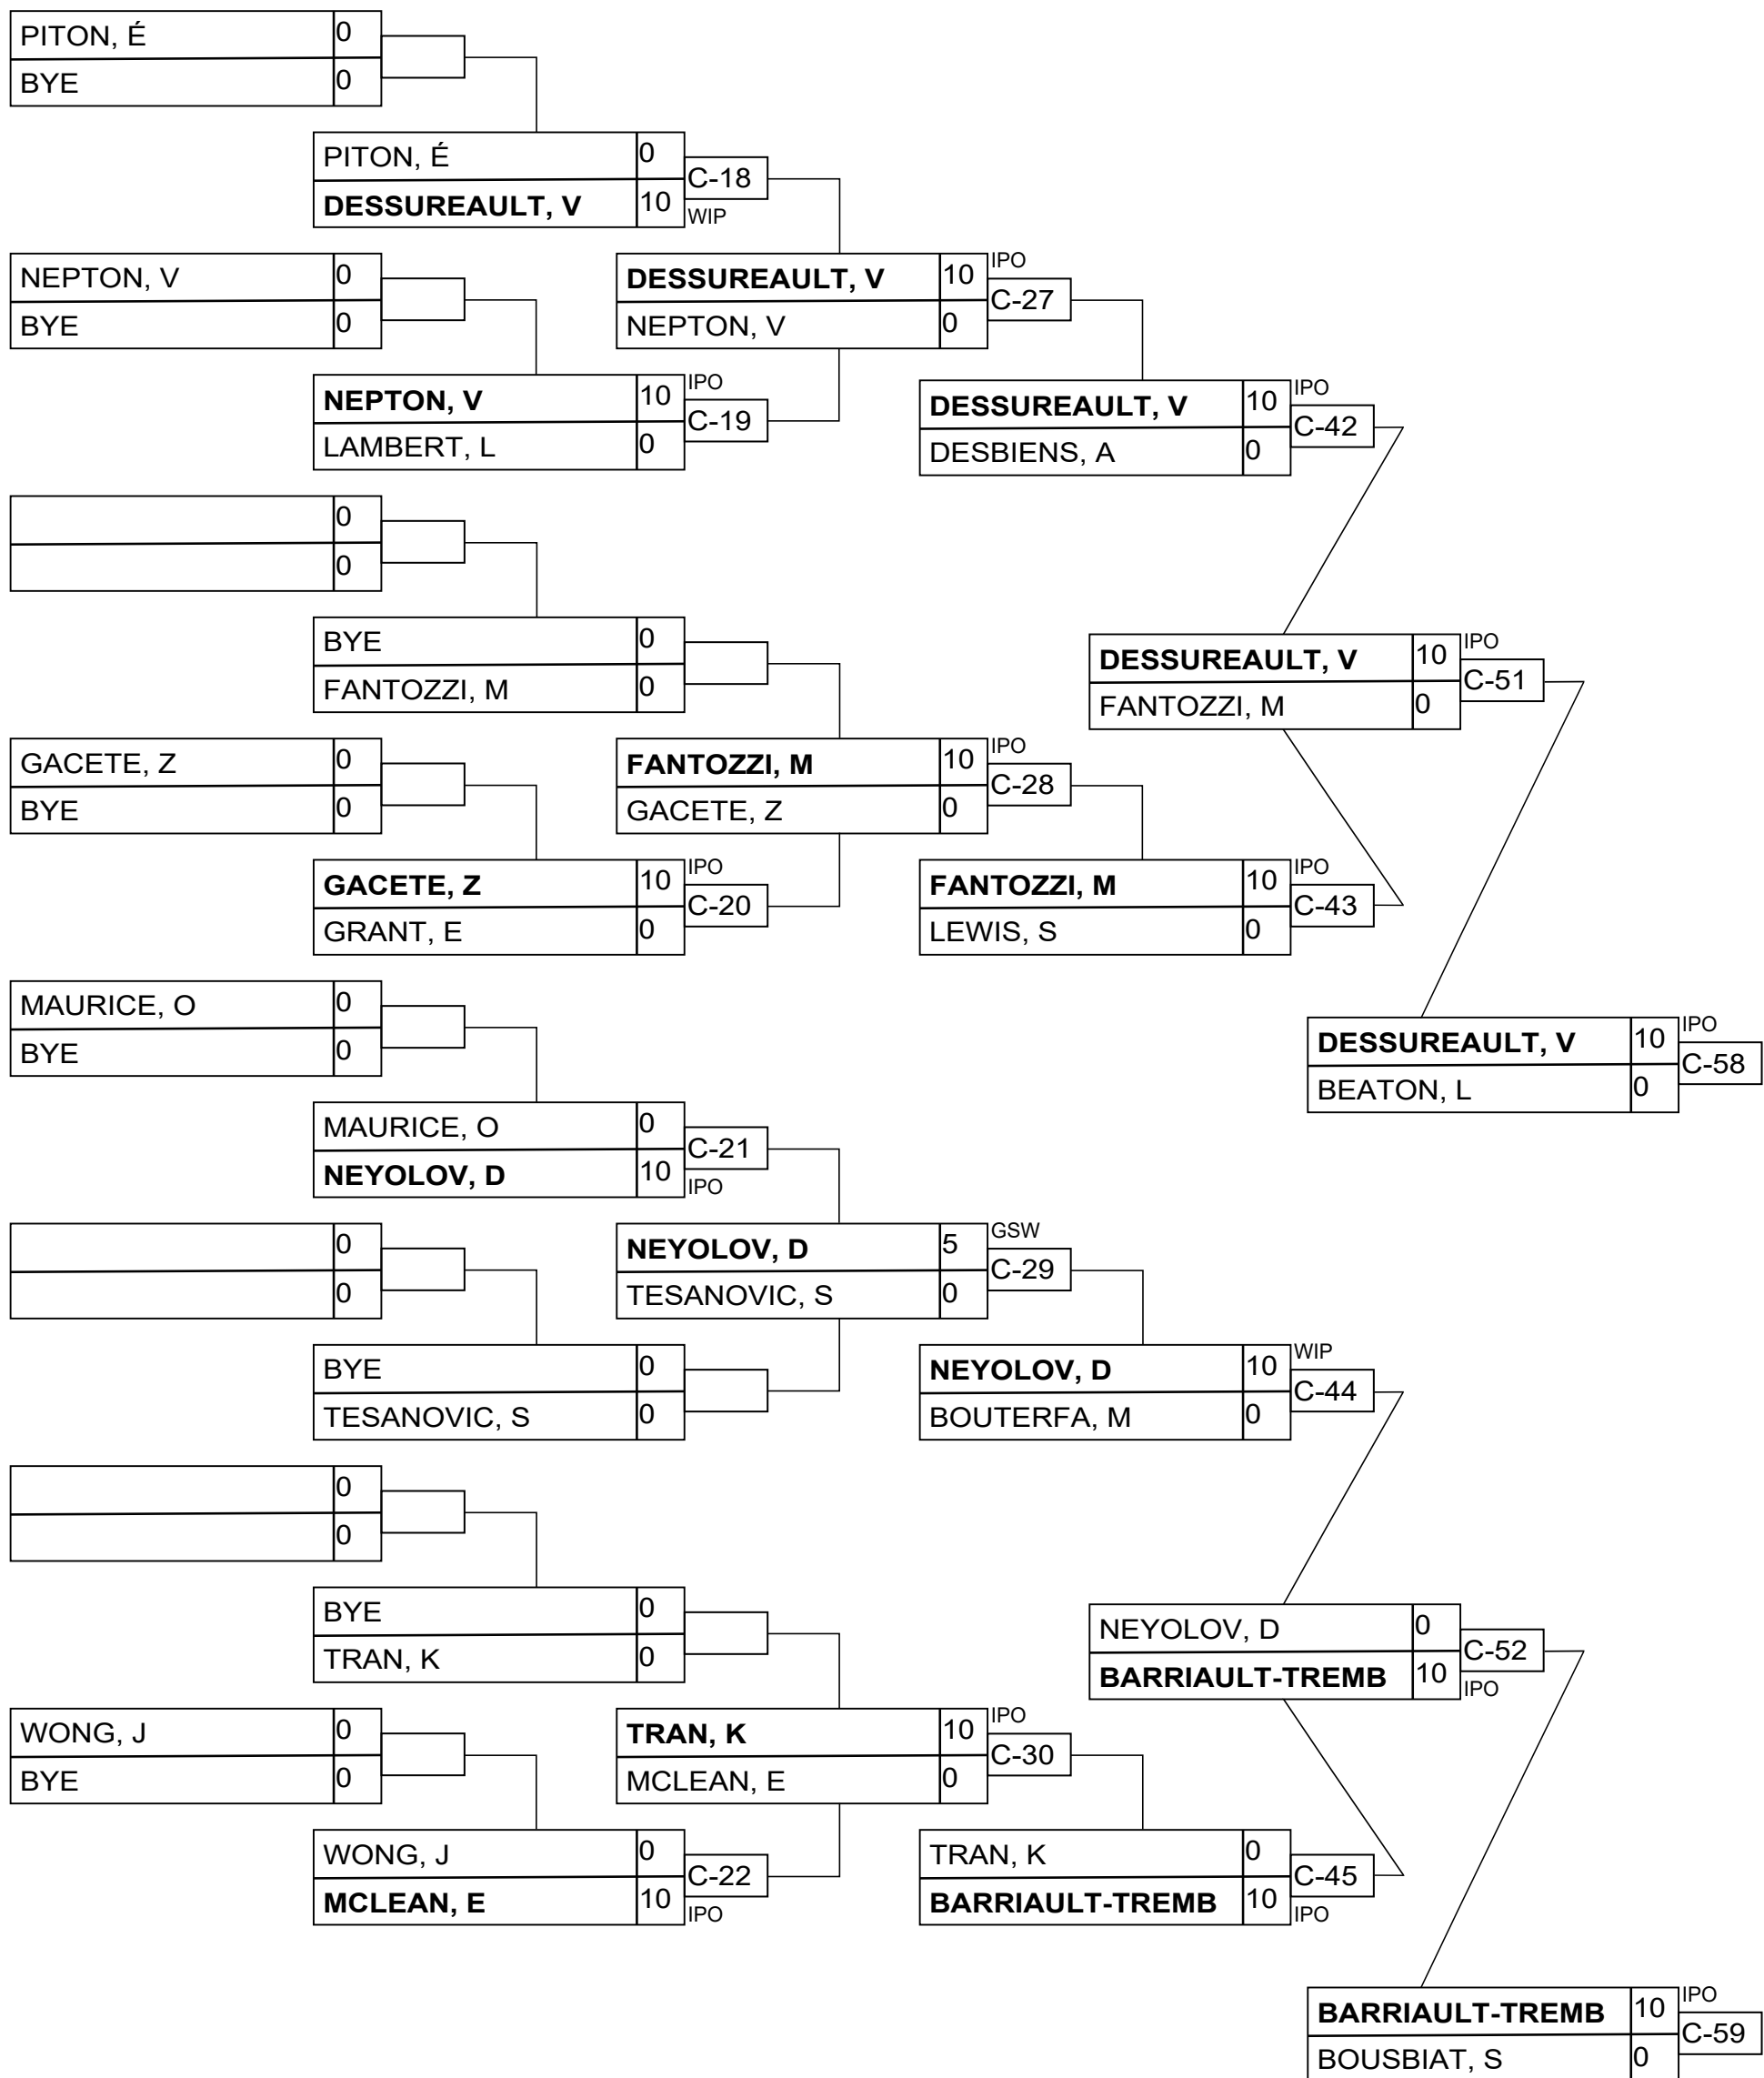 PITON, É 0
BYE 0
PITON, É 0
C-18
DESSUREAULT, V 10
WIP
NEPTON, V 0
BYE 0
DESSUREAULT, V 10 IPO
C-27
NEPTON, V 0
NEPTON, V 10 IPO
C-19
LAMBERT, L 0
DESSUREAULT, V 10 IPO
C-42
DESBIENS, A 0
0
0
BYE 0
FANTOZZI, M 0
DESSUREAULT, V 10 IPO
C-51
FANTOZZI, M 0
GACETE, Z 0
BYE 0
FANTOZZI, M 10 IPO
C-28
GACETE, Z 0
GACETE, Z 10 IPO
C-20
GRANT, E 0
FANTOZZI, M 10 IPO
C-43
LEWIS, S 0
MAURICE, O 0
BYE 0
DESSUREAULT, V 10 IPO
C-58
BEATON, L 0
MAURICE, O 0
C-21
NEYOLOV, D 10
IPO
0
0
NEYOLOV, D 5 GSW
C-29
TESANOVIC, S 0
BYE 0
TESANOVIC, S 0
NEYOLOV, D 10 WIP
C-44
BOUTERFA, M 0
0
0
BYE 0
TRAN, K 0
NEYOLOV, D 0
C-52
BARRIAULT-TREMB 10
IPO
WONG, J 0
BYE 0
TRAN, K 10 IPO
C-30
MCLEAN, E 0
WONG, J 0
C-22
MCLEAN, E 10
IPO
TRAN, K 0
C-45
BARRIAULT-TREMB 10
IPO
BARRIAULT-TREMB 10 IPO
C-59
BOUSBIAT, S 0